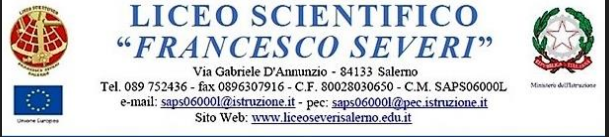 LICEO SCIENTIFICO
“FRANCESCO SEVERI”
Via Gabriele D'Annunzio - 84133 Salerno
Tel. 089 752436 - fax 0896307916 - C.F. 80028030650 - C.M. SAPS06000L
e-mail: saps06000l@istruzione.it - pec: saps06000l@pec.istruzione.it
Sito Web: www.liceoseverisalerno.edu.it
Unione Europea
Ministero dell'Istruzione